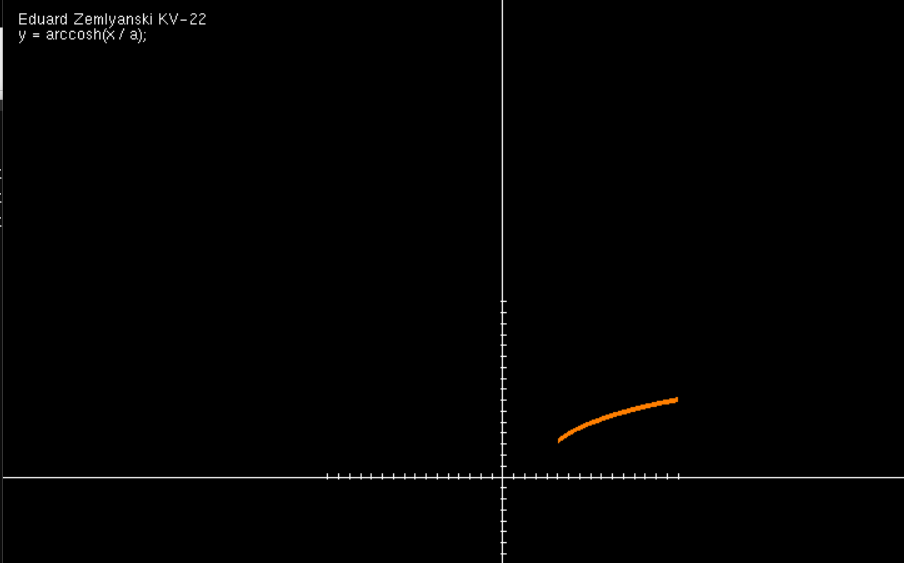 Eduard Zemlyanski KV-22
y = arccosh(x / a);